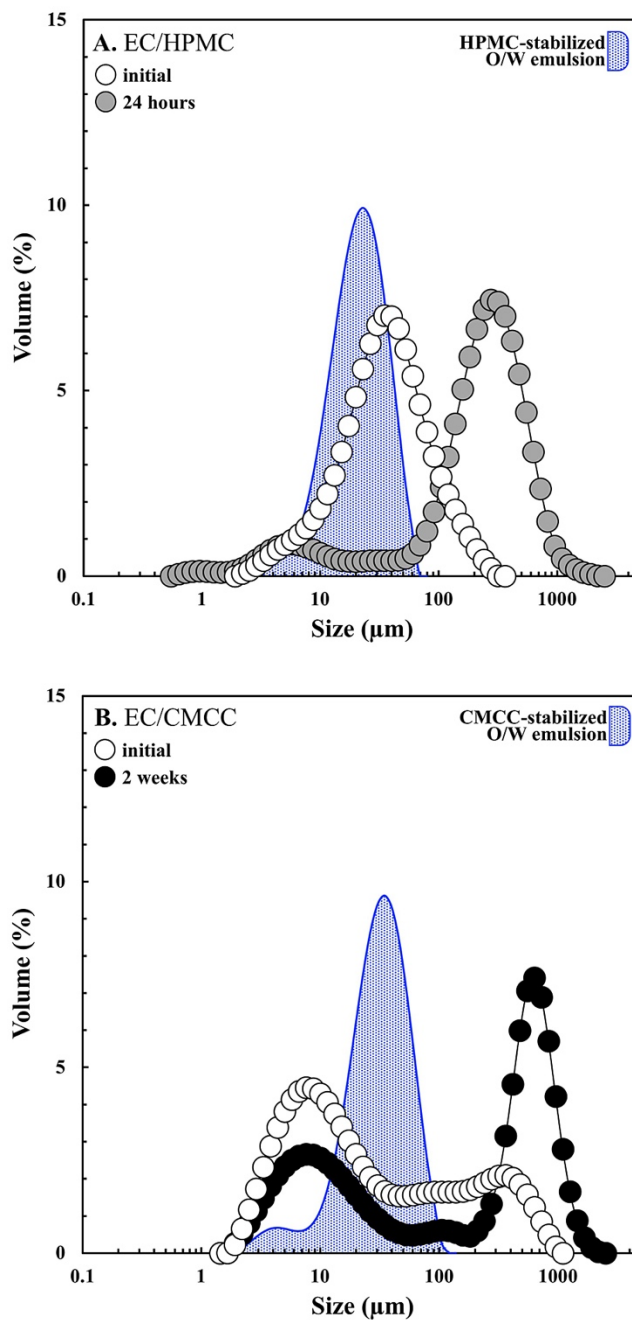 15
A. EC/HPMC
HPMC-stabilized
O/W emulsion
initial
24 hours
10
5
0
Volume (%)
0.1 1 10 100 1000
Size (µm)
15
B. EC/CMCC
CMCC-stabilized
O/W emulsion
initial
2 weeks
10
5
0
Volume (%)
0.1 1 10 100 1000
Size (µm)